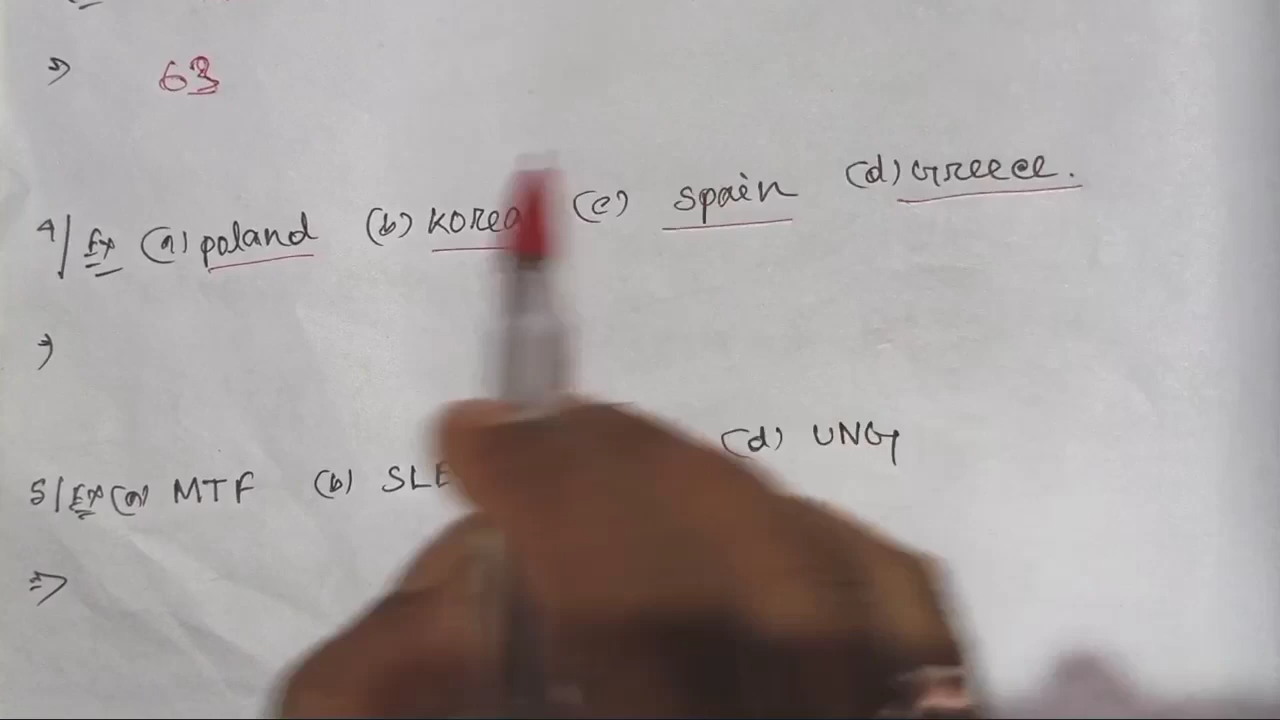 ⇒ 63
4/ Ex (a) poland (b) Korea (c) spain (d) Greece.
⇒
5/ Ex (a) MTF (b) SLE (d) UNG
⇒